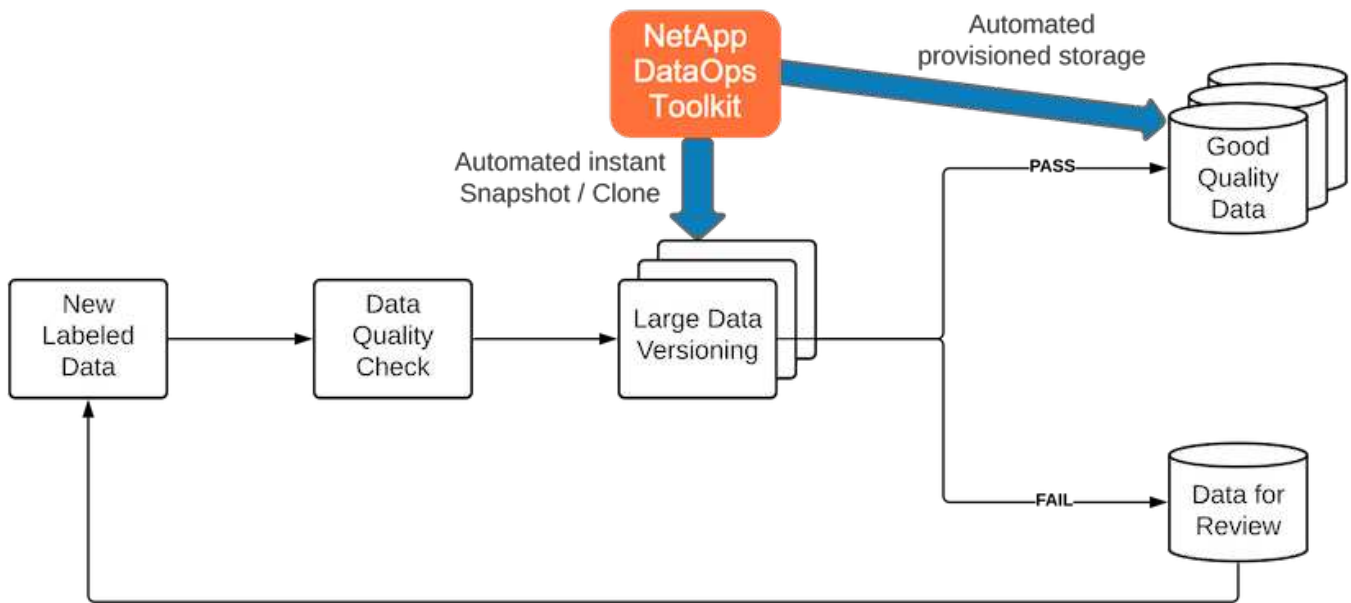 NetApp
DataOps
Toolkit
Automated
provisioned storage
Automated instant
Snapshot / Clone
PASS
Good
Quality
Data
New
Labeled
Data
Data
Quality
Check
Large Data
Versioning
FAIL
Data for
Review